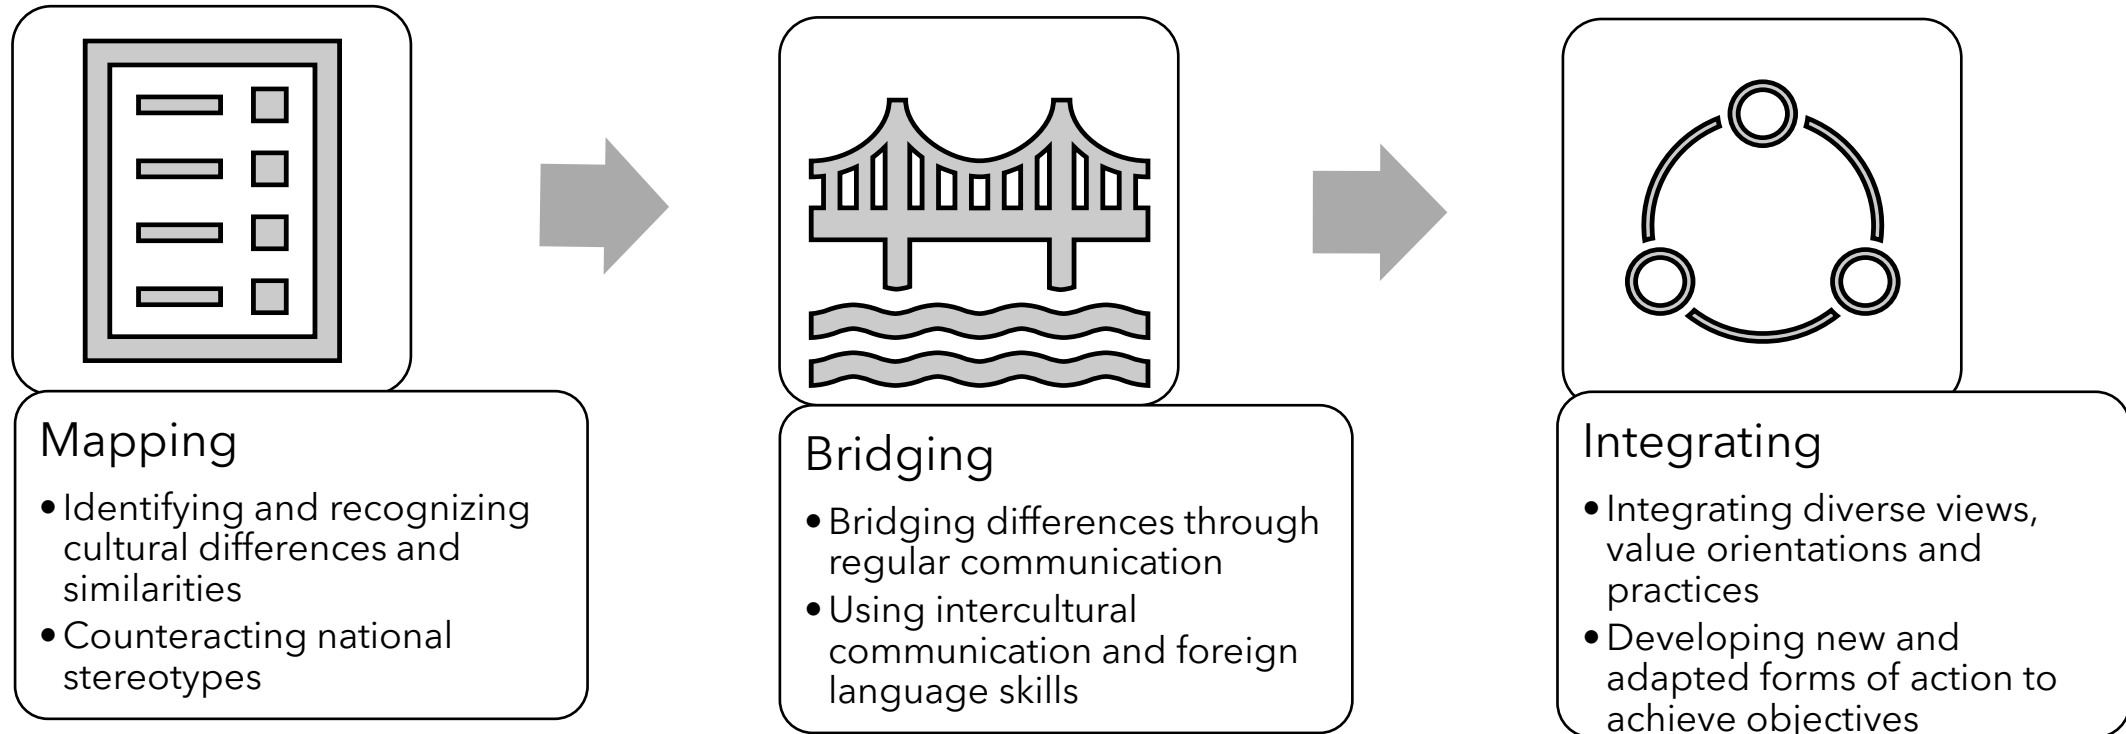 Mapping
•Identifying and recognizing
cultural differences and
similarities
•Counteracting national
stereotypes
Bridging
•Bridging differences through
regular communication
•Using intercultural
communication and foreign
language skills
Integrating
•Integrating diverse views,
value orientations and
practices
•Developing new and
adapted forms of action to
achieve objectives